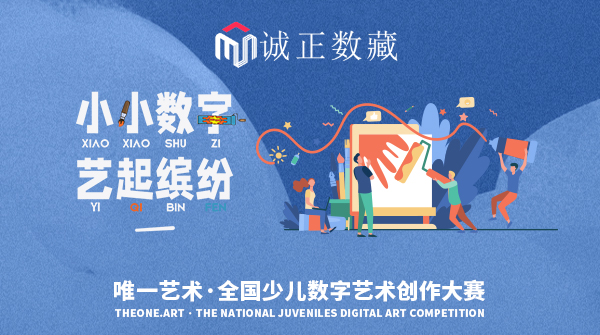 诚正数藏
小小数字
XIAO XIAO SHU ZI
艺起缤纷
YI QI BIN
唯一艺术·全国少儿数字艺术创作大赛
THEONE.ART · THE NATIONAL JUVENILES DIGITAL ART COMPETITION